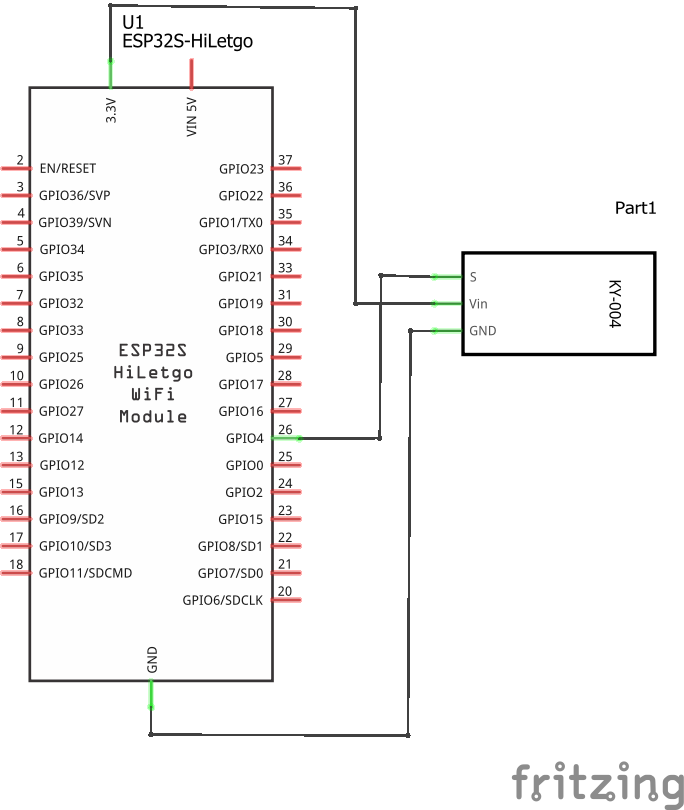 U1
ESP32S-HiLetgo
3.3V
VIN 5V
2 EN/RESET
3 GPIO36/SVP
4 GPIO39/SVN
5 GPIO34
6 GPIO35
7 GPIO32
8 GPIO33
9 GPIO25
10 GPIO26
11 GPIO27
12 GPIO14
13 GPIO12
15 GPIO13
16 GPIO9/SD2
17 GPIO10/SD3
18 GPIO11/SDCMD
ESP32S
HiLetgo
WiFi
Module
GPIO23 37
GPIO22 36
GPIO1/TX0 35
GPIO3/RX0 34
GPIO21 33
GPIO19 31
GPIO18 30
GPIO5 29
GPIO17 28
GPIO16 27
GPIO4 26
GPIO0 25
GPIO2 24
GPIO15 23
GPIO8/SD1 22
GPIO7/SD0 21
GPIO6/SDCLK 20
GND
Part1
S
Vin
GND
KY-004
fritzing